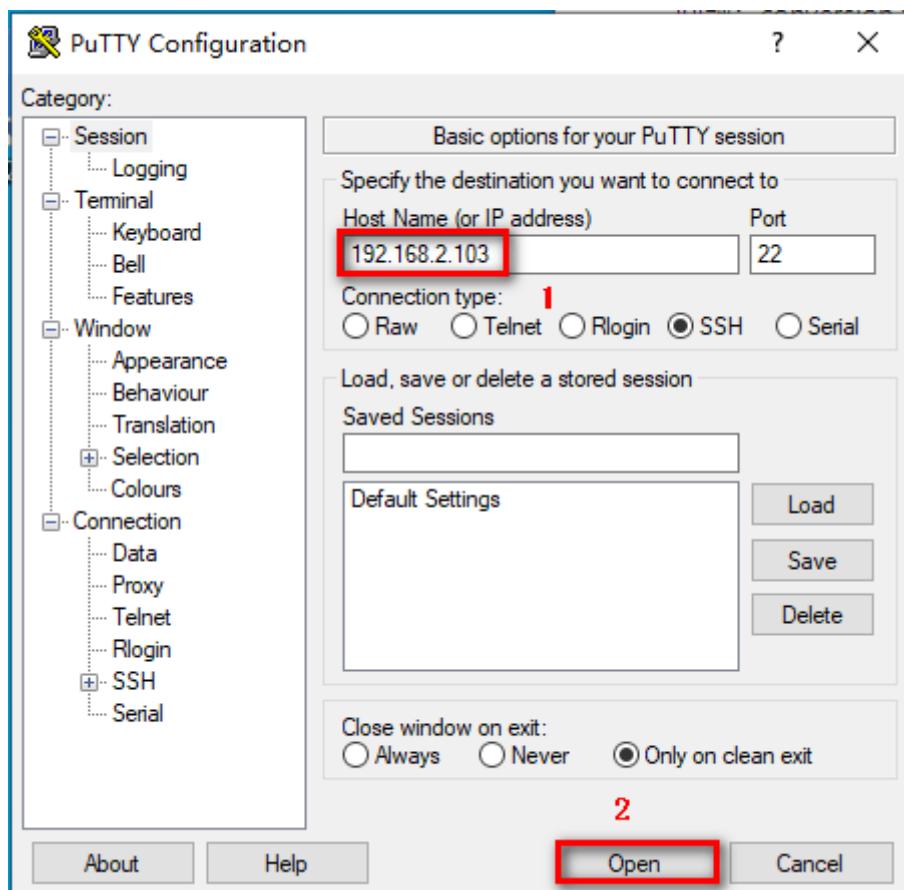 PuTTY Configuration
?
Category:
Session
Logging
Terminal
Keyboard
Bell
Features
Window
Appearance
Behaviour
Translation
Selection
Colours
Connection
Data
Proxy
Telnet
Rlogin
SSH
Serial
Basic options for your PuTTY session
Specify the destination you want to connect to
Host Name (or IP address) Port
192.168.2.103 22
Connection type: 1
Raw Telnet Rlogin SSH Serial
Load, save or delete a stored session
Saved Sessions
Default Settings
Load
Save
Delete
Close window on exit:
Always Never Only on clean exit
2
About Help Open Cancel